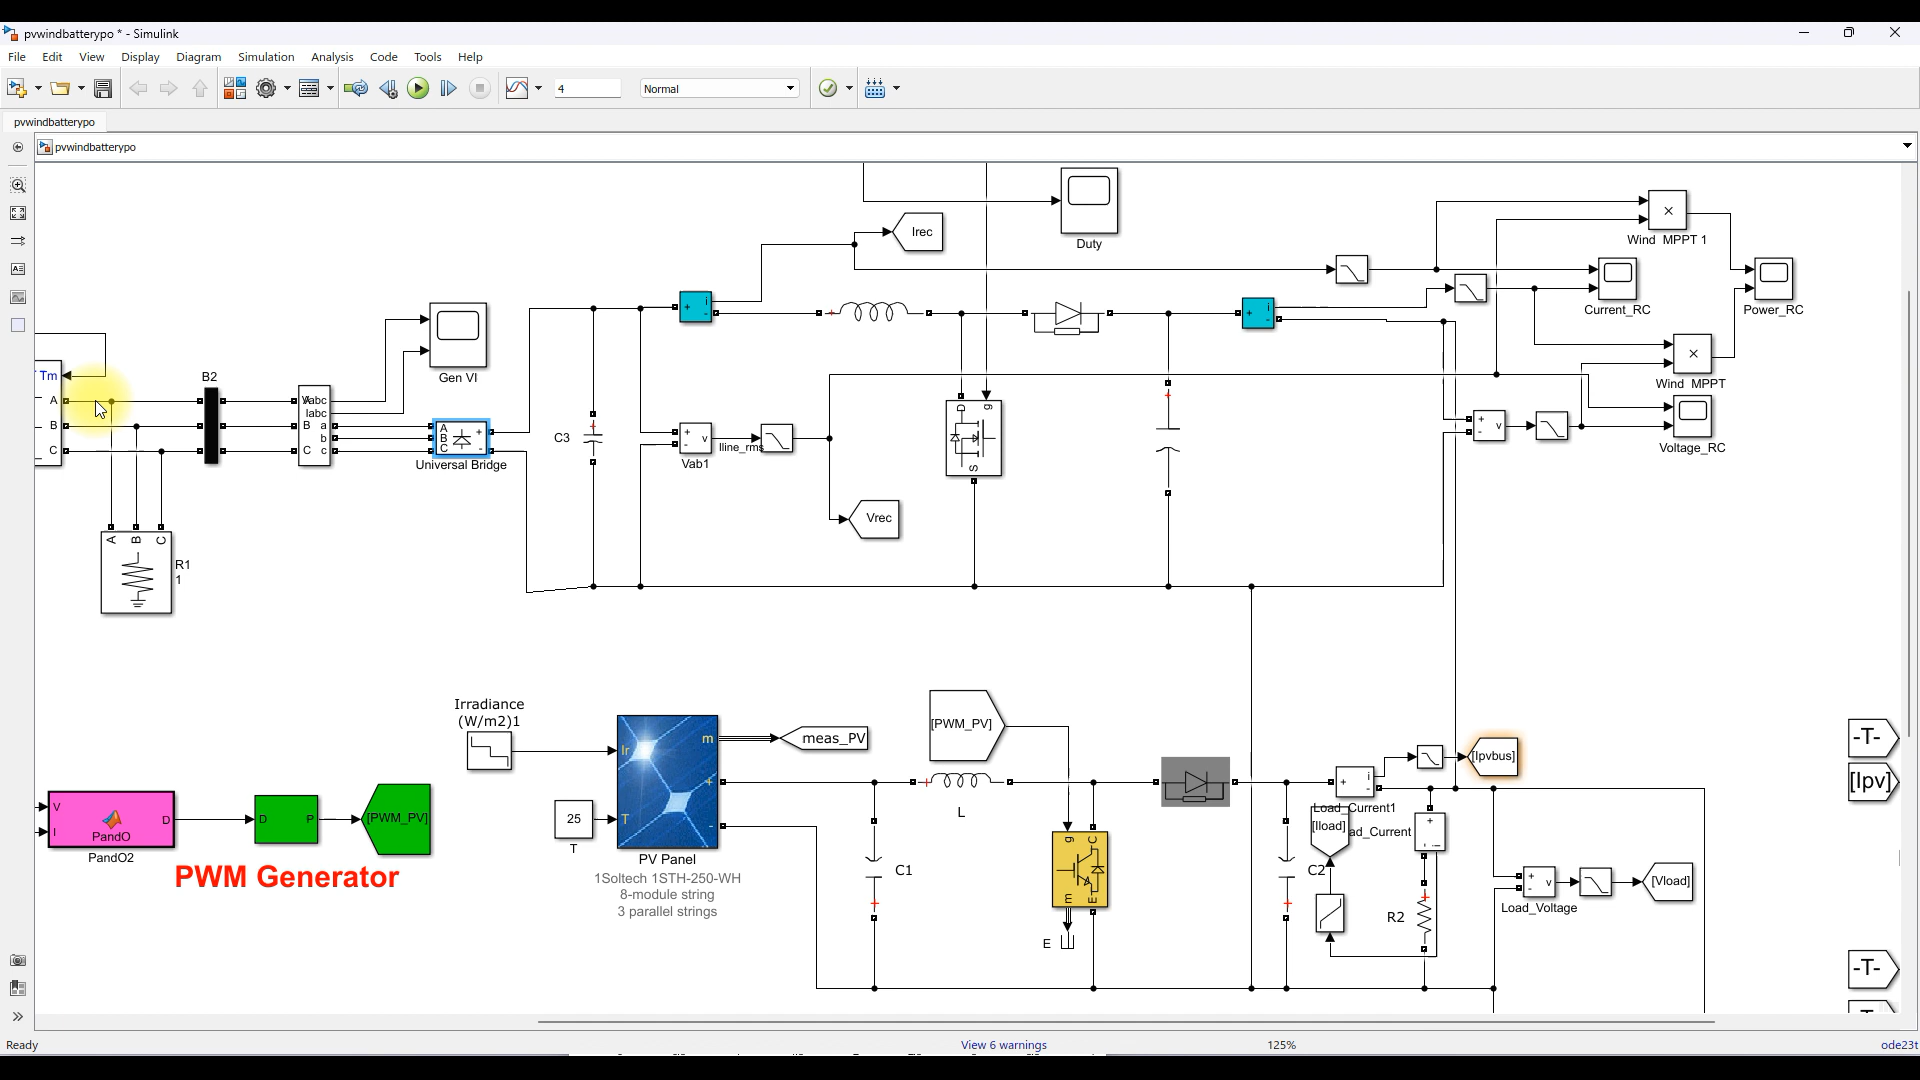 pvwindbatterypo * - Simulink
File Edit View Display Diagram Simulation Analysis Code Tools Help
4 Normal
pvwindbatterypo
pvwindbatterypo
Irec
Duty
×
Wind MPPT 1
i
+
-
i
+
-
Current_RC
Power_RC
Gen VI
Tm
B2
A
B
C
Vabc
Iabc
a
B
b
C
c
A
B
C
+
-
Universal Bridge
C3
+
+
-
v
Vab1
Iline_rms
Vrec
D
g
S
+
+
×
Wind MPPT
+
-
v
Voltage_RC
A
B
C
R1
1
Irradiance
(W/m2)1
Ir
m
+
T
-
meas_PV
25
T
PV Panel
1Soltech 1STH-250-WH
8-module string
3 parallel strings
[PWM_PV]
+
L
C1
+
g
C
m
E
E
C2
+
+
i
-
[Ipvbus]
Load_Current1
[Iload]
ad_Current
+
-
i
+
R2
+
-
v
[Vload]
Load_Voltage
-T-
[Ipv]
-T-
V
I
D
PandO
PandO2
D
P
[PWM_PV]
PWM Generator
Ready
View 6 warnings
125%
ode23t